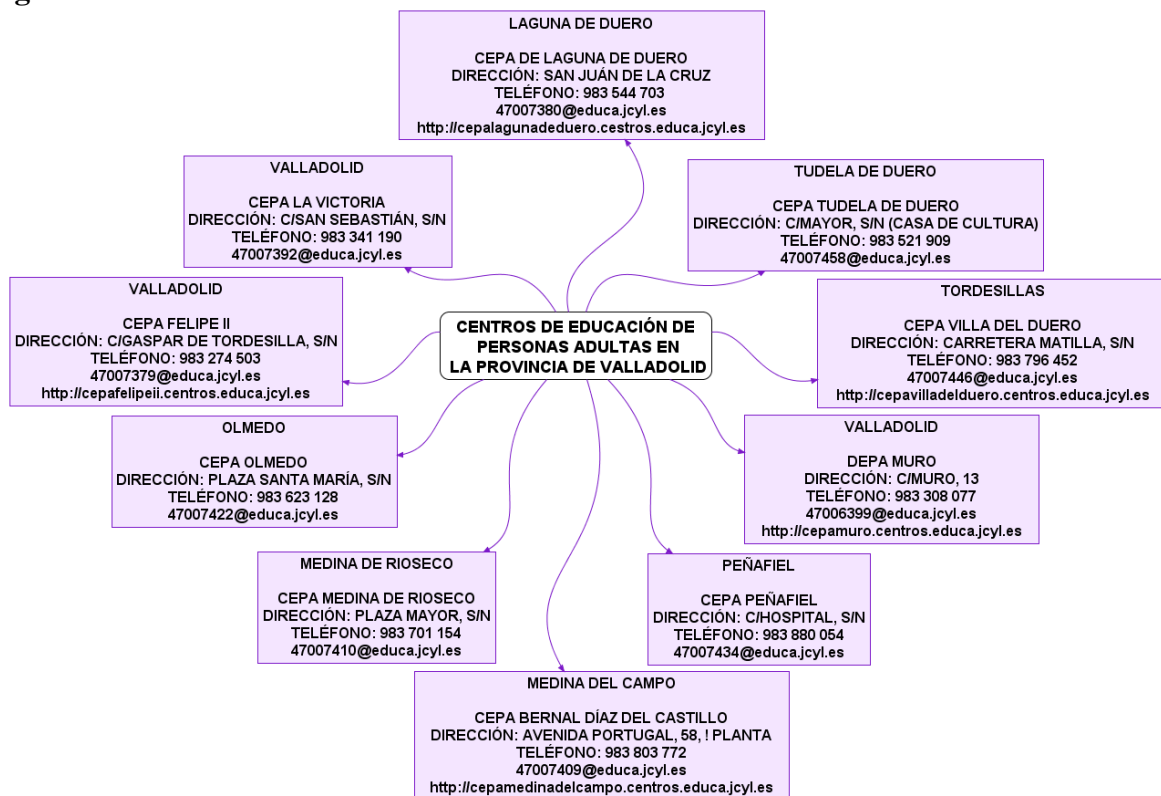 LAGUNA DE DUERO
CEPA DE LAGUNA DE DUERO
DIRECCIÓN: SAN JUÁN DE LA CRUZ
TELÉFONO: 983 544 703
47007380@educa.jcyl.es
http://cepalagunadeduero.cestros.educa.jcyl.es
VALLADOLID
CEPA LA VICTORIA
DIRECCIÓN: C/SAN SEBASTIÁN, S/N
TELÉFONO: 983 341 190
47007392@educa.jcyl.es
TUDELA DE DUERO
CEPA TUDELA DE DUERO
DIRECCIÓN: C/MAYOR, S/N (CASA DE CULTURA)
TELÉFONO: 983 521 909
47007458@educa.jcyl.es
VALLADOLID
CEPA FELIPE II
DIRECCIÓN: C/GASPAR DE TORDESILLA, S/N
TELÉFONO: 983 274 503
47007379@educa.jcyl.es
http://cepafelipeii.centros.educa.jcyl.es
CENTROS DE EDUCACIÓN DE
PERSONAS ADULTAS EN
LA PROVINCIA DE VALLADOLID
TORDESILLAS
CEPA VILLA DEL DUERO
DIRECCIÓN: CARRETERA MATILLA, S/N
TELÉFONO: 983 796 452
47007446@educa.jcyl.es
http://cepavilladelduero.centros.educa.jcyl.es
OLMEDO
CEPA OLMEDO
DIRECCIÓN: PLAZA SANTA MARÍA, S/N
TELÉFONO: 983 623 128
47007422@educa.jcyl.es
VALLADOLID
DEPA MURO
DIRECCIÓN: C/MURO, 13
TELÉFONO: 983 308 077
47006399@educa.jcyl.es
http://cepamuro.centros.educa.jcyl.es
MEDINA DE RIOSECO
CEPA MEDINA DE RIOSECO
DIRECCIÓN: PLAZA MAYOR, S/N
TELÉFONO: 983 701 154
47007410@educa.jcyl.es
PEÑAFIEL
CEPA PEÑAFIEL
DIRECCIÓN: C/HOSPITAL, S/N
TELÉFONO: 983 880 054
47007434@educa.jcyl.es
MEDINA DEL CAMPO
CEPA BERNAL DÍAZ DEL CASTILLO
DIRECCIÓN: AVENIDA PORTUGAL, 58, ! PLANTA
TELÉFONO: 983 803 772
47007409@educa.jcyl.es
http://cepamedinadelcampo.centros.educa.jcyl.es